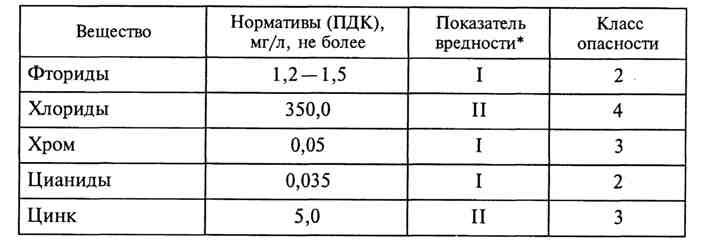 Вещество Нормативы (ПДК), мг/л, не более Показатель вредности* Класс опасности
Фториды 1,2—1,5 I 2
Хлориды 350,0 II 4
Хром 0,05 I 3
Цианиды 0,035 I 2
Цинк 5,0 II 3